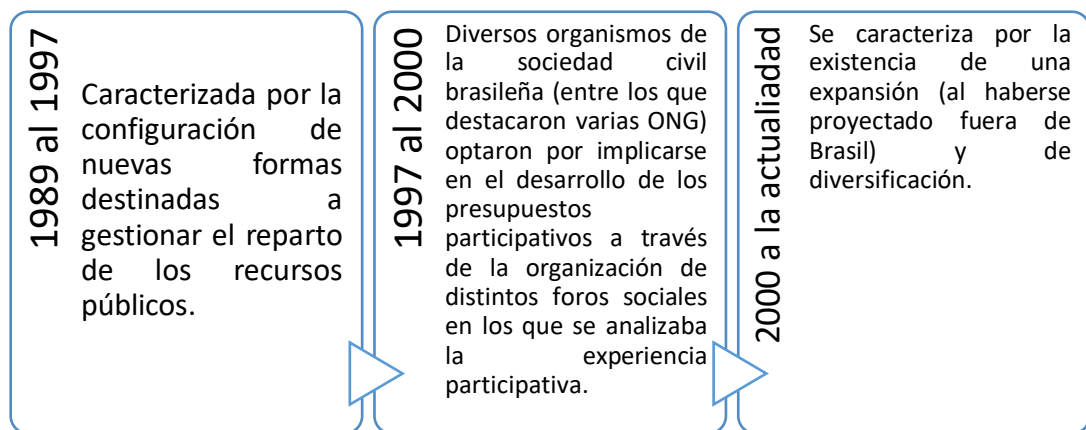 1989 al 1997
Caracterizada por la
configuración de
nuevas formas
destinadas a
gestionar el reparto
de los recursos
públicos.
1997 al 2000
Diversos organismos de
la sociedad civil
brasileña (entre los que
destacaron varias ONG)
optaron por implicarse
en el desarrollo de los
presupuestos
participativos a través
de la organización de
distintos foros sociales
en los que se analizaba
la experiencia
participativa.
2000 a la actualiadad
Se caracteriza por la
existencia de una
expansión (al haberse
proyectado fuera de
Brasil) y de
diversificación.